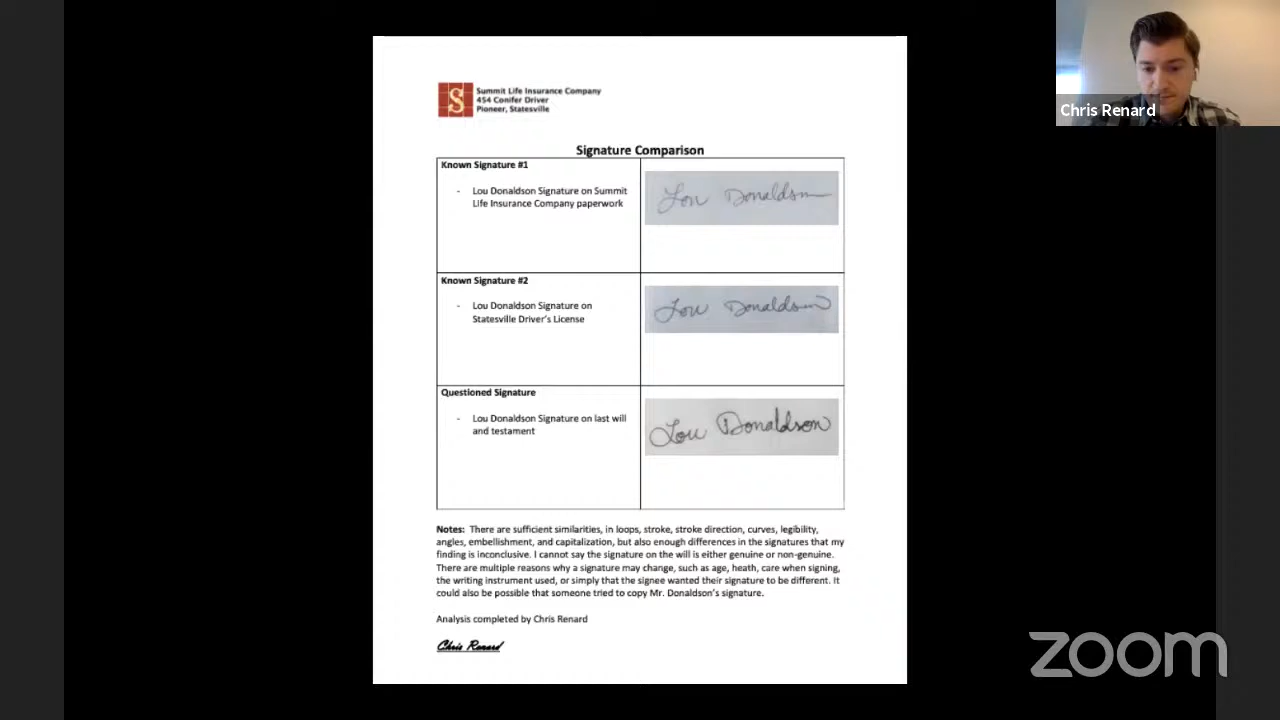 Chris Renard
S
Summit Life Insurance Company
454 Conifer Driver
Pioneer, Statesville
Signature Comparison
Known Signature #1
- Lou Donaldson Signature on Summit
Life Insurance Company paperwork
Lou Donaldson
Known Signature #2
- Lou Donaldson Signature on
Statesville Driver's License
Lou Donaldson
Questioned Signature
- Lou Donaldson Signature on last will
and testament
Lou Donaldson
Notes: There are sufficient similarities, in loops, stroke, stroke direction, curves, legibility,
angles, embellishment, and capitalization, but also enough differences in the signatures that my
finding is inconclusive. I cannot say the signature on the will is either genuine or non-genuine.
There are multiple reasons why a signature may change, such as age, heath, care when signing,
the writing instrument used, or simply that the signee wanted their signature to be different. It
could also be possible that someone tried to copy Mr. Donaldson's signature.
Analysis completed by Chris Renard
Chris Renard
zoom